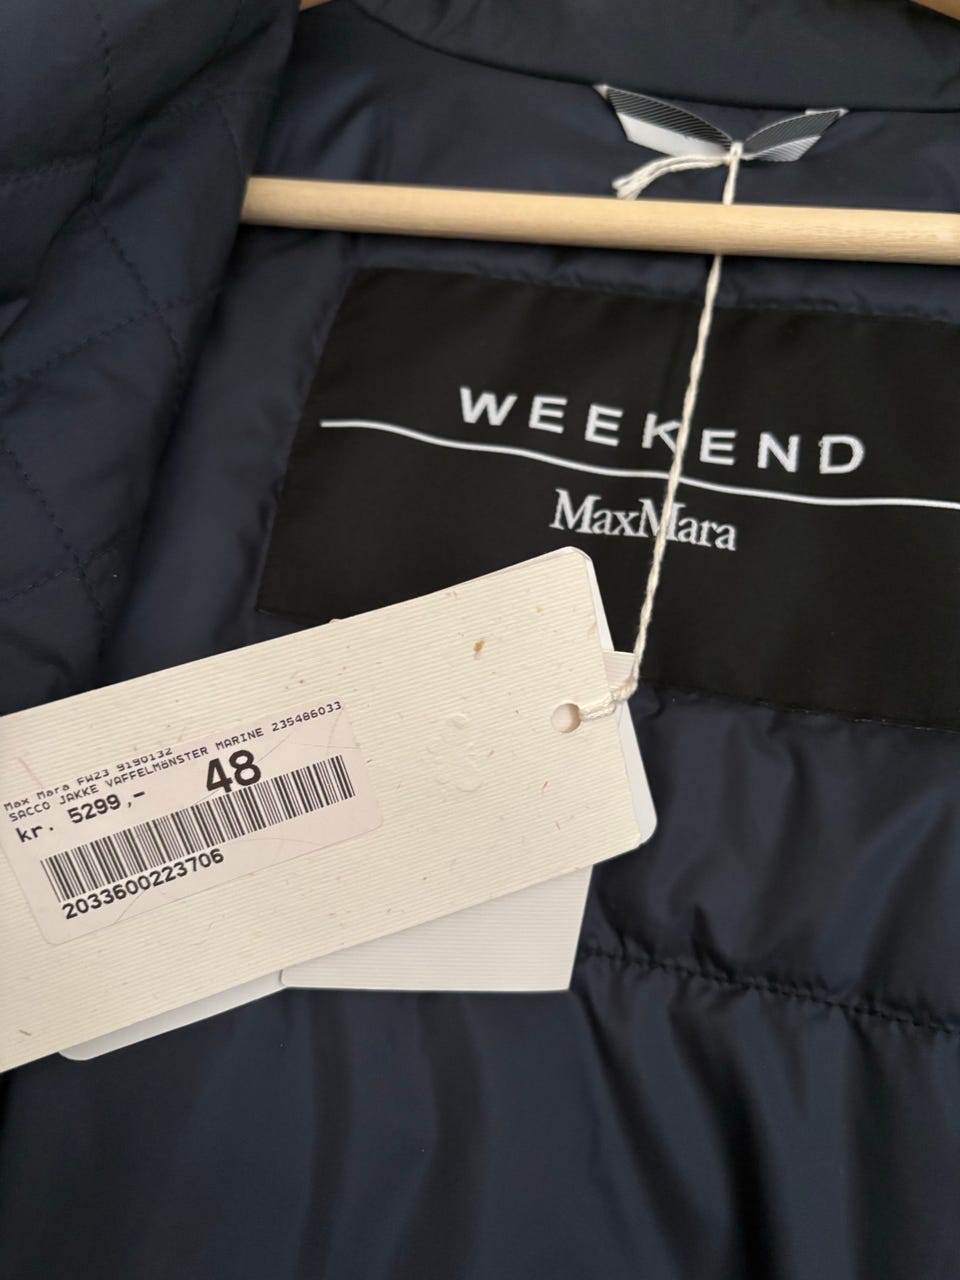 WEEKEND
MaxMara
Max Mara FW23 9190132
SACCO JAKKE VAFFELMØNSTER MARINE 235486033
kr. 5299,- 48
2033600223706